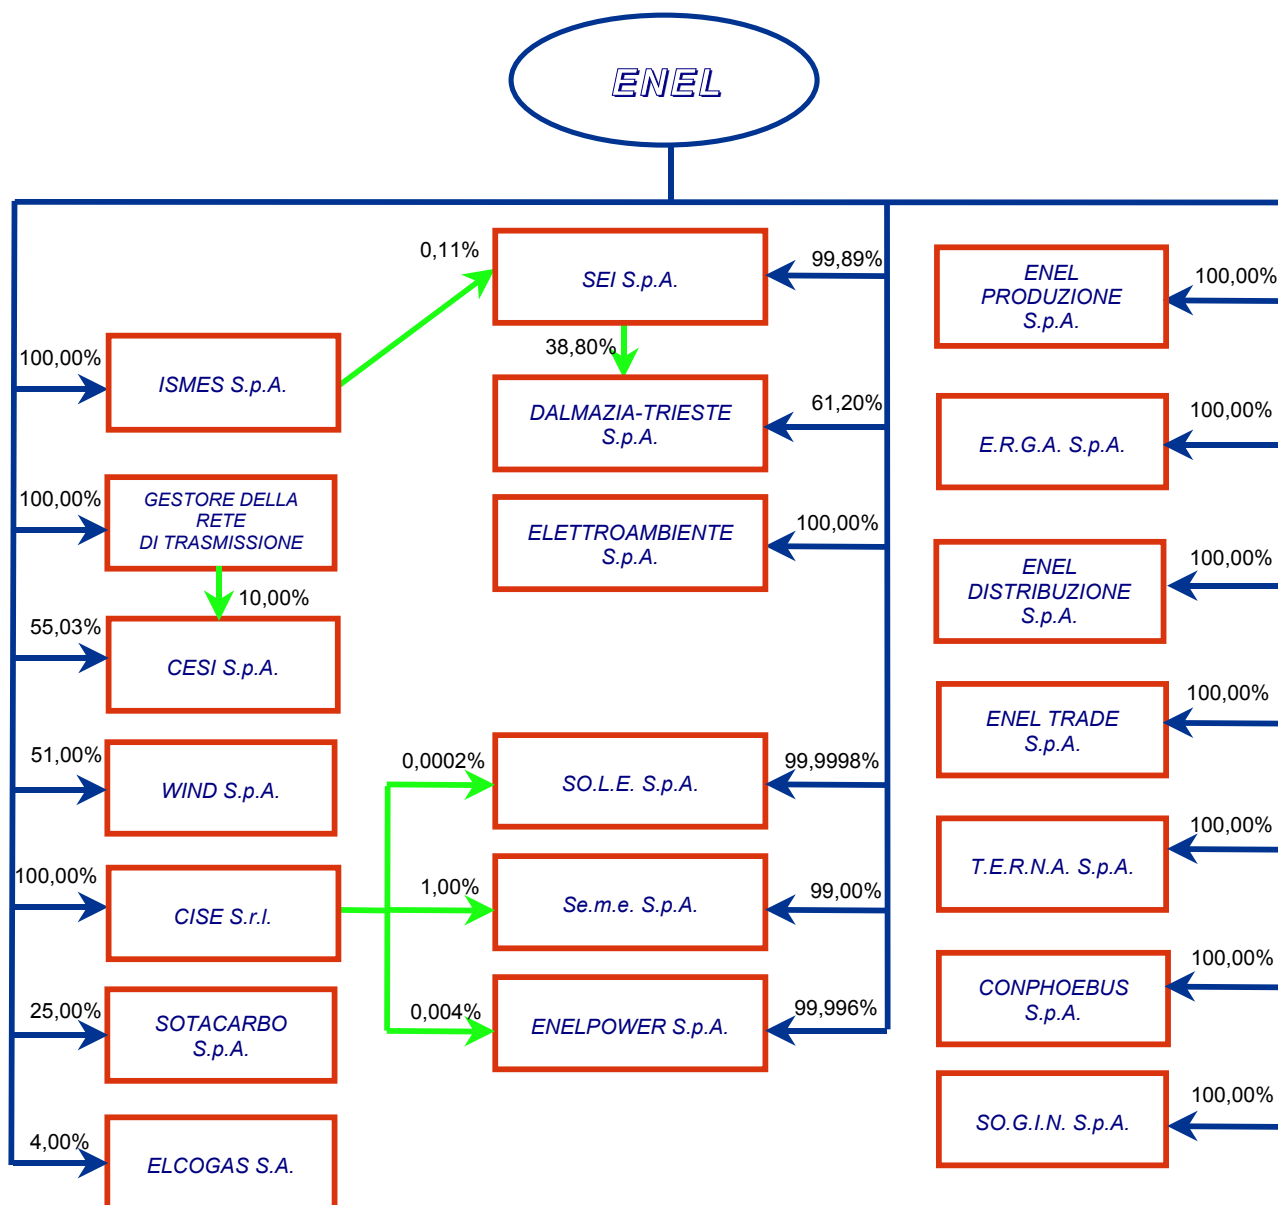 ENEL
0,11%
SEI S.p.A.
99,89%
ENEL
PRODUZIONE
S.p.A.
100,00%
100,00%
ISMES S.p.A.
38,80%
DALMAZIA-TRIESTE
S.p.A.
61,20%
E.R.G.A. S.p.A.
100,00%
100,00%
GESTORE DELLA
RETE
DI TRASMISSIONE
ELETTROAMBIENTE
S.p.A.
100,00%
ENEL
DISTRIBUZIONE
S.p.A.
100,00%
10,00%
55,03%
CESI S.p.A.
ENEL TRADE
S.p.A.
100,00%
51,00%
WIND S.p.A.
0,0002%
SO.L.E. S.p.A.
99,9998%
T.E.R.N.A. S.p.A.
100,00%
100,00%
CISE S.r.l.
1,00%
Se.m.e. S.p.A.
99,00%
CONPHOEBUS
S.p.A.
100,00%
25,00%
SOTACARBO
S.p.A.
0,004%
ENELPOWER S.p.A.
99,996%
SO.G.I.N. S.p.A.
100,00%
4,00%
ELCOGAS S.A.